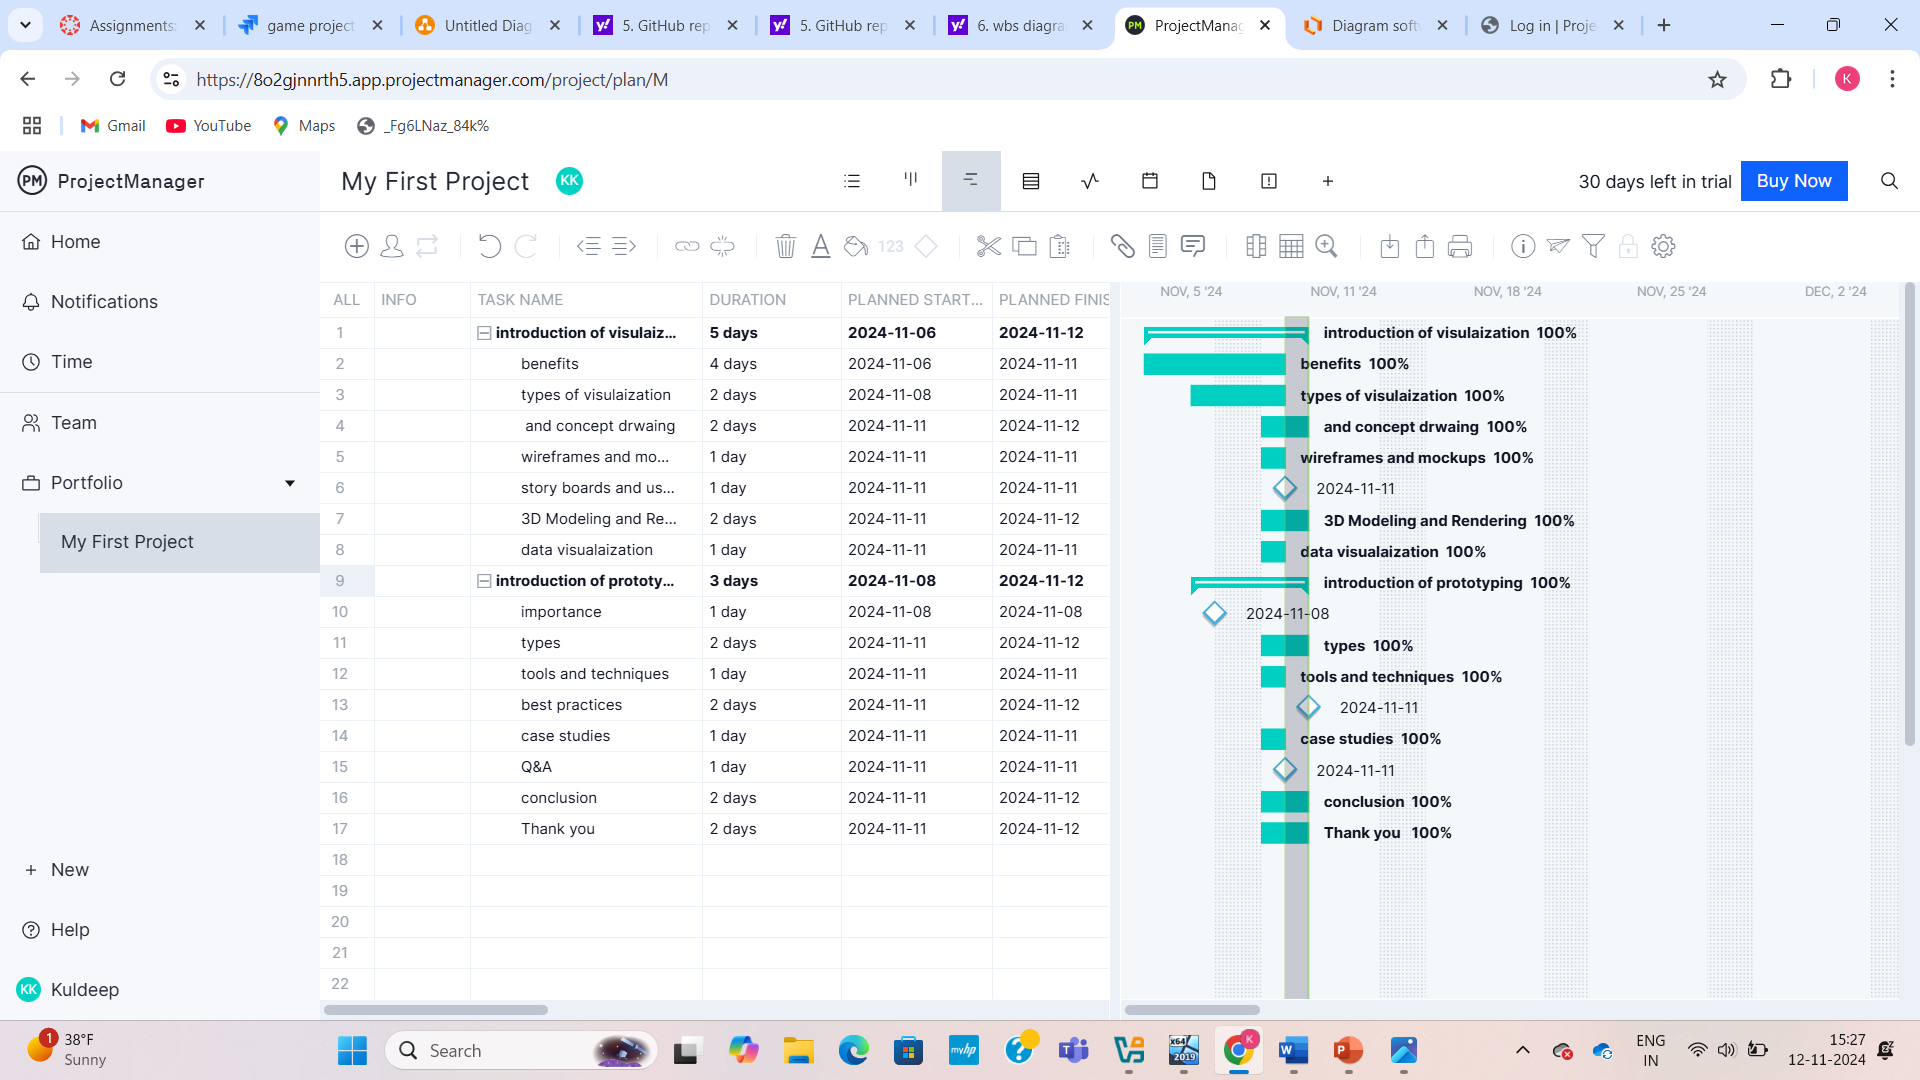 Assignments:
game project
Untitled Diag
5. GitHub rep
5. GitHub rep
6. wbs diagra
ProjectManag
Diagram soft
Log in | Proje
https://8o2gjnnrth5.app.projectmanager.com/project/plan/M
K
Gmail
YouTube
Maps
_Fg6LNaz_84k%
PM ProjectManager
My First Project
KK
30 days left in trial
Buy Now
Home
Notifications
Time
Team
Portfolio
My First Project
New
Help
KK Kuldeep
123
ALL INFO TASK NAME DURATION PLANNED START... PLANNED FINIS
1 introduction of visulaiz... 5 days 2024-11-06 2024-11-12
2 benefits 4 days 2024-11-06 2024-11-11
3 types of visulaization 2 days 2024-11-08 2024-11-11
4 and concept drwaing 2 days 2024-11-11 2024-11-12
5 wireframes and mo... 1 day 2024-11-11 2024-11-11
6 story boards and us... 1 day 2024-11-11 2024-11-11
7 3D Modeling and Re... 2 days 2024-11-11 2024-11-12
8 data visualaization 1 day 2024-11-11 2024-11-11
9 introduction of prototy... 3 days 2024-11-08 2024-11-12
10 importance 1 day 2024-11-08 2024-11-08
11 types 2 days 2024-11-11 2024-11-12
12 tools and techniques 1 day 2024-11-11 2024-11-11
13 best practices 2 days 2024-11-11 2024-11-12
14 case studies 1 day 2024-11-11 2024-11-11
15 Q&A 1 day 2024-11-11 2024-11-11
16 conclusion 2 days 2024-11-11 2024-11-12
17 Thank you 2 days 2024-11-11 2024-11-12
18
19
20
21
22
NOV, 5 '24 NOV, 11 '24 NOV, 18 '24 NOV, 25 '24 DEC, 2 '24
introduction of visulaization 100%
benefits 100%
types of visulaization 100%
and concept drwaing 100%
wireframes and mockups 100%
2024-11-11
3D Modeling and Rendering 100%
data visualaization 100%
introduction of prototyping 100%
2024-11-08
types 100%
tools and techniques 100%
2024-11-11
case studies 100%
2024-11-11
conclusion 100%
Thank you 100%
1
38°F
Sunny
Search
myhp
x64
2019
K
ENG
IN
15:27
12-11-2024